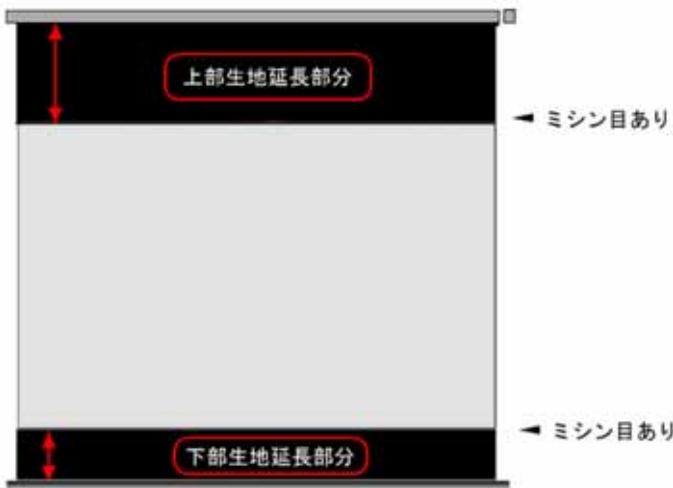 上部生地延長部分
◄ ミシン目あり
◄ ミシン目あり
下部生地延長部分